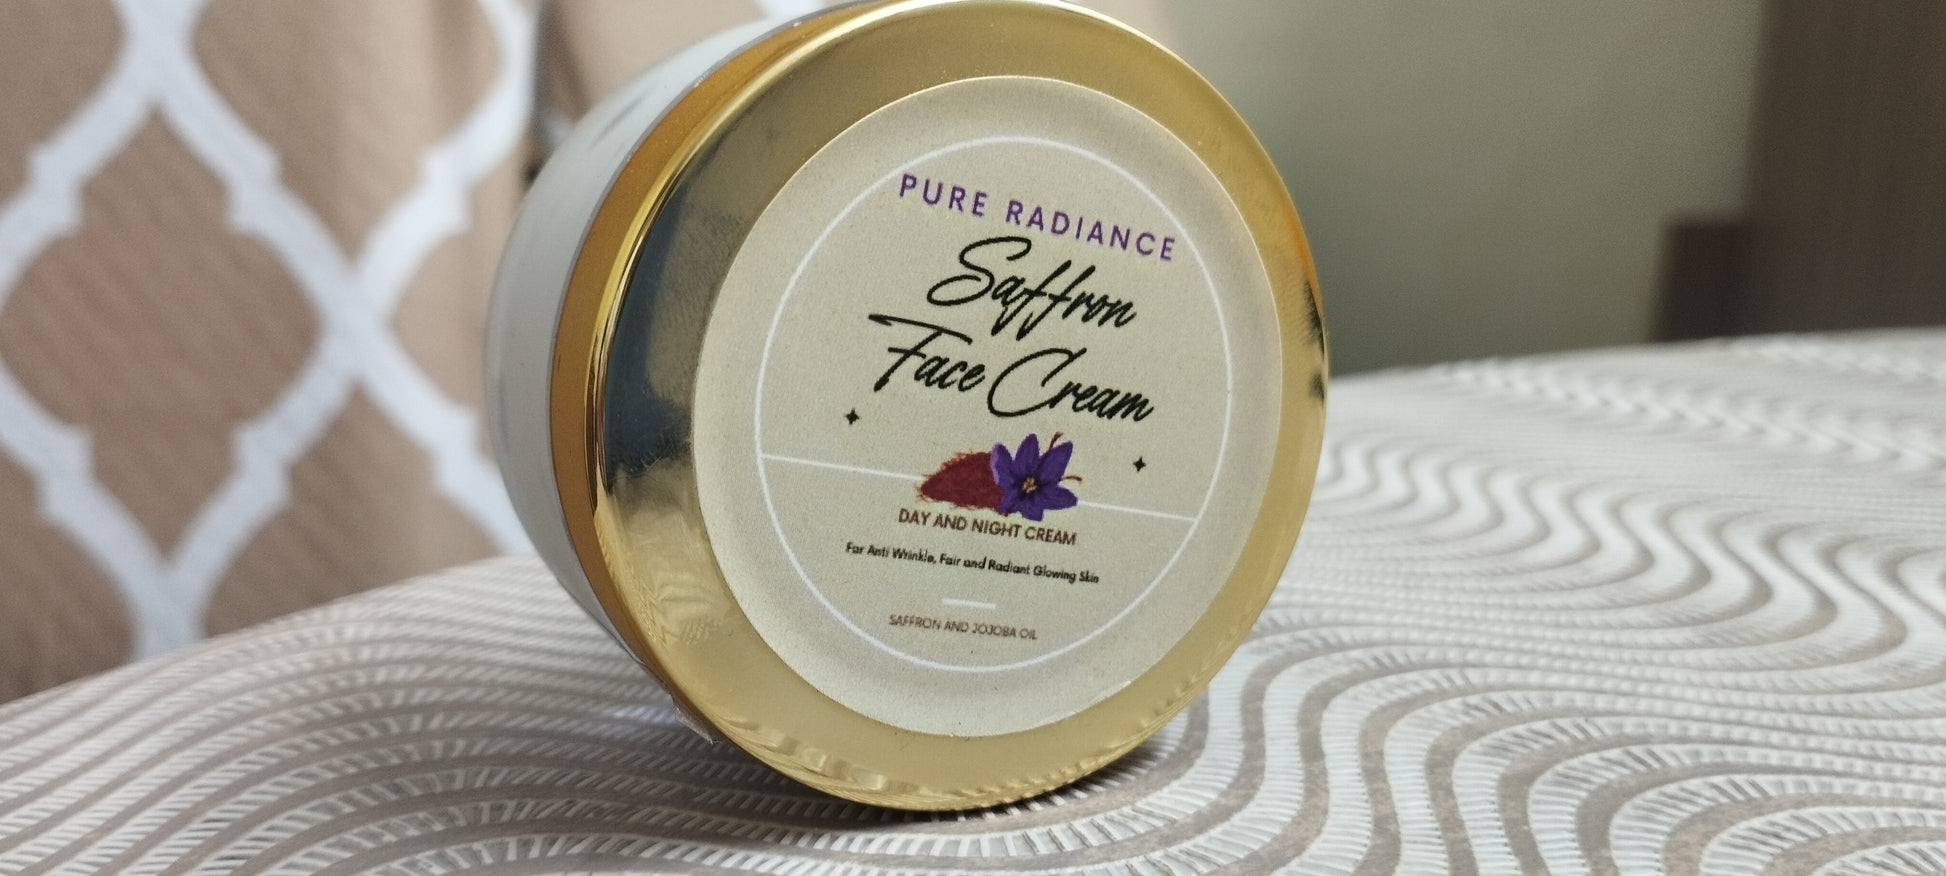 PURE RADIANCE
Saffron
Face Cream
DAY AND NIGHT CREAM
For Anti Wrinkle, Fair and Radiant Glowing Skin
SAFFRON AND JOJOBA OIL